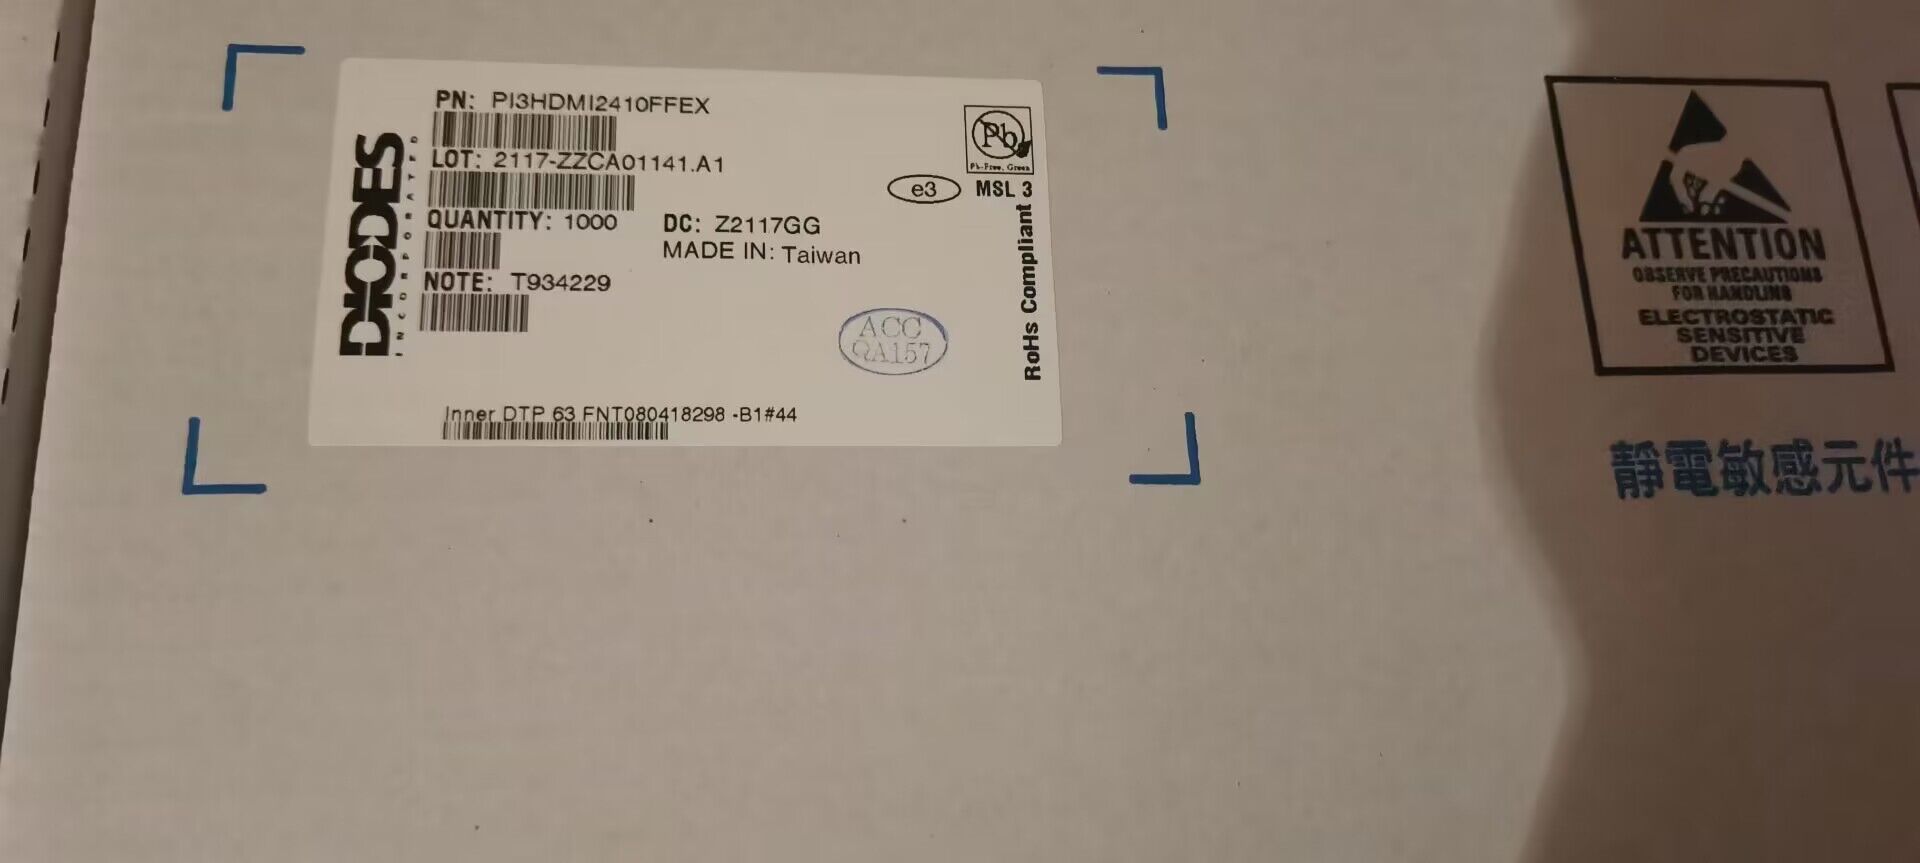 DIODES
INCORPORATED
PN: PI3HDMI2410FFEX
LOT: 2117-ZZCA01141.A1
QUANTITY: 1000
DC: Z2117GG
MADE IN: Taiwan
NOTE: T934229
Pb
Pb-Free, Green
e3
MSL 3
RoHs Compliant
ACC
QA157
Inner DTP 63 FNT080418298 -B1#44
ATTENTION
OBSERVE PRECAUTIONS
FOR HANDLING
ELECTROSTATIC
SENSITIVE
DEVICES
靜電敏感元件